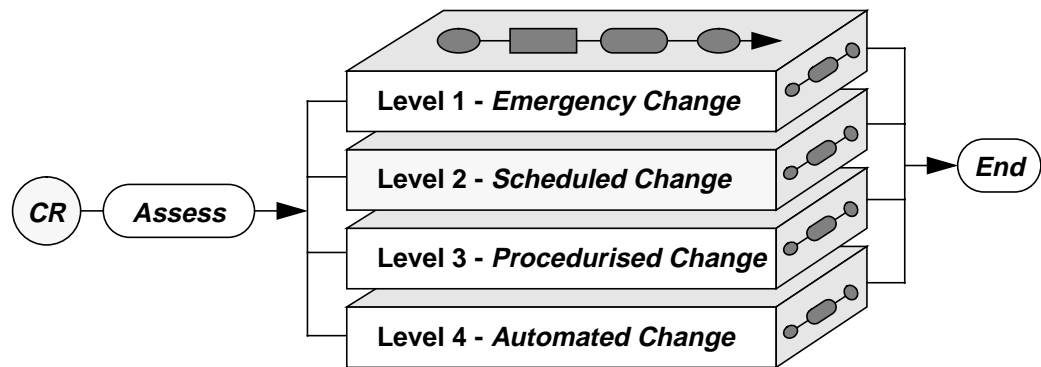 CR
Assess
Level 1 - Emergency Change
Level 2 - Scheduled Change
Level 3 - Procedurised Change
Level 4 - Automated Change
End